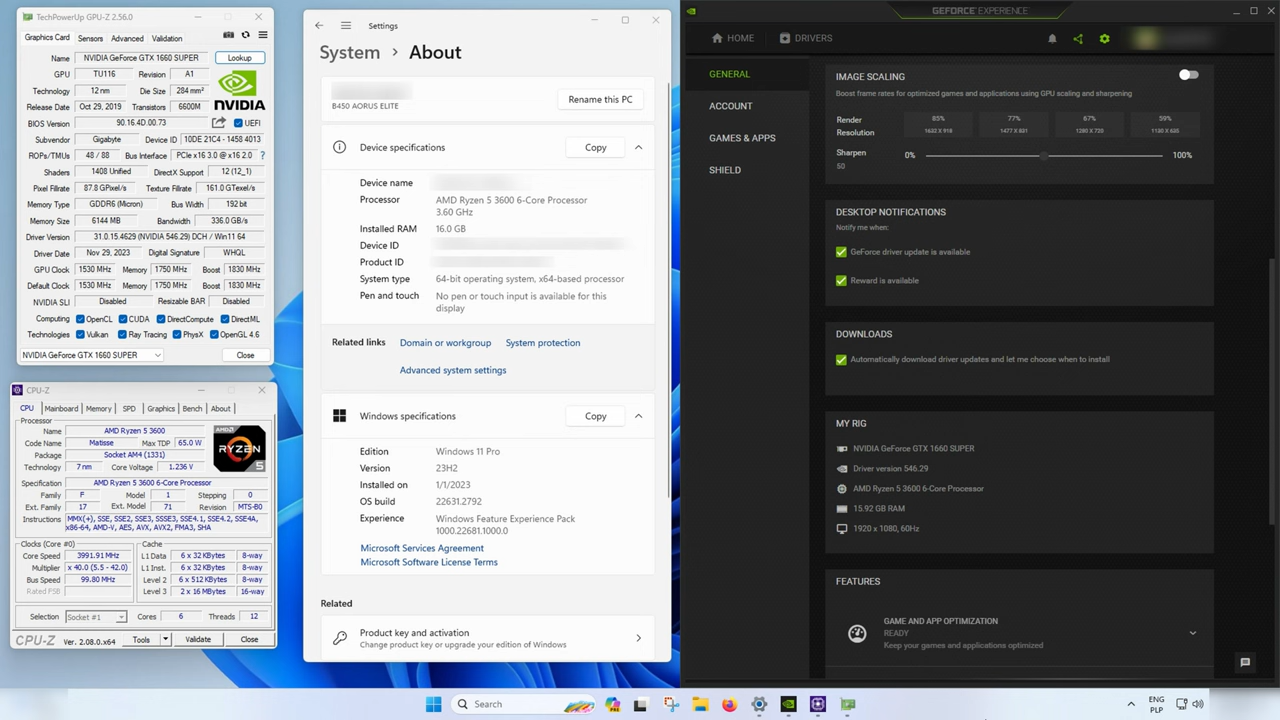 TechPowerUp GPU-Z 2.56.0
Graphics Card Sensors Advanced Validation
Name NVIDIA GeForce GTX 1660 SUPER Lookup
GPU TU116 Revision A1
Technology 12 nm Die Size 284 mm²
Release Date Oct 29, 2019 Transistors 6600M
NVIDIA
BIOS Version 90.16.4D.00.73 UEFI
Subvendor Gigabyte Device ID 10DE 21C4 - 1458 4013
ROPs/TMUs 48 / 88 Bus Interface PCIe x16 3.0 @ x16 2.0 ?
Shaders 1408 Unified DirectX Support 12 (12_1)
Pixel Fillrate 87.8 GPixel/s Texture Fillrate 161.0 GTexel/s
Memory Type GDDR6 (Micron) Bus Width 192 bit
Memory Size 6144 MB Bandwidth 336.0 GB/s
Driver Version 31.0.15.4629 (NVIDIA 546.29) DCH / Win11 64
Driver Date Nov 29, 2023 Digital Signature WHQL
GPU Clock 1530 MHz Memory 1750 MHz Boost 1830 MHz
Default Clock 1530 MHz Memory 1750 MHz Boost 1830 MHz
NVIDIA SLI Disabled Resizable BAR Disabled
Computing OpenCL CUDA DirectCompute DirectML
Technologies Vulkan Ray Tracing PhysX OpenGL 4.6
NVIDIA GeForce GTX 1660 SUPER Close
CPU-Z
CPU Mainboard Memory SPD Graphics Bench About
Processor
Name AMD Ryzen 5 3600
Code Name Matisse Max TDP 65.0 W
Package Socket AM4 (1331)
Technology 7 nm Core Voltage 1.236 V
AMD RYZEN 5
Specification AMD Ryzen 5 3600 6-Core Processor
Family F Model 1 Stepping 0
Ext. Family 17 Ext. Model 71 Revision MTS-B0
Instructions MMX(+), SSE, SSE2, SSE3, SSSE3, SSE4.1, SSE4.2, SSE4A,
x86-64, AMD-V, AES, AVX, AVX2, FMA3, SHA
Clocks (Core #0) Cache
Core Speed 3991.91 MHz L1 Data 6 x 32 KBytes 8-way
Multiplier x 40.0 (5.5 - 42.0) L1 Inst. 6 x 32 KBytes 8-way
Bus Speed 99.80 MHz Level 2 6 x 512 KBytes 8-way
Rated FSB Level 3 2 x 16 MBytes 16-way
Selection Socket #1 Cores 6 Threads 12
CPU-Z Ver. 2.08.0.x64 Tools Validate Close
Settings
System > About
B450 AORUS ELITE
Rename this PC
Device specifications Copy
Device name
Processor AMD Ryzen 5 3600 6-Core Processor
3.60 GHz
Installed RAM 16.0 GB
Device ID
Product ID
System type 64-bit operating system, x64-based processor
Pen and touch No pen or touch input is available for this
display
Related links Domain or workgroup System protection
Advanced system settings
Windows specifications Copy
Edition Windows 11 Pro
Version 23H2
Installed on 1/1/2023
OS build 22631.2792
Experience Windows Feature Experience Pack
1000.22681.1000.0
Microsoft Services Agreement
Microsoft Software License Terms
Related
Product key and activation
Change product key or upgrade your edition of Windows
GEFORCE EXPERIENCE
HOME DRIVERS
GENERAL
ACCOUNT
GAMES & APPS
SHIELD
IMAGE SCALING
Boost frame rates for optimized games and applications using GPU scaling and sharpening
Render
Resolution
85% 77% 67% 59%
1632 X 918 1477 X 831 1280 X 720 1130 X 635
Sharpen
50
0% 100%
DESKTOP NOTIFICATIONS
Notify me when:
GeForce driver update is available
Reward is available
DOWNLOADS
Automatically download driver updates and let me choose when to install
MY RIG
NVIDIA GeForce GTX 1660 SUPER
Driver version 546.29
AMD Ryzen 5 3600 6-Core Processor
15.92 GB RAM
1920 x 1080, 60Hz
FEATURES
GAME AND APP OPTIMIZATION
READY
Keep your games and applications optimized
Search
ENG
PLP